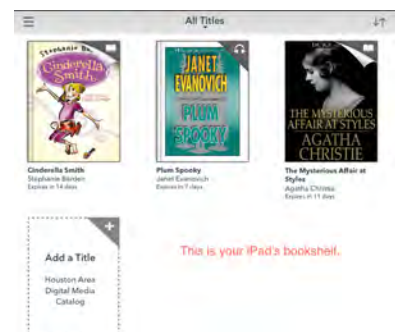 All Titles
Stephanie
Cinderella
Smith
JANET
EVANOVICH
PLUM
SPOOKY
THE MYSTERIOUS
AFFAIR AT STYLES
AGATHA
CHRISTIE
Cinderella Smith
Stephanie Barden
Expires in 14 days
Plum Spooky
Janet Evanovich
Expires in 7 days
The Mysterious Affair at
Styles
Agatha Christie
Expires in 11 days
Add a Title
Houston Area
Digital Media
Catalog
This is your iPad's bookshelf.